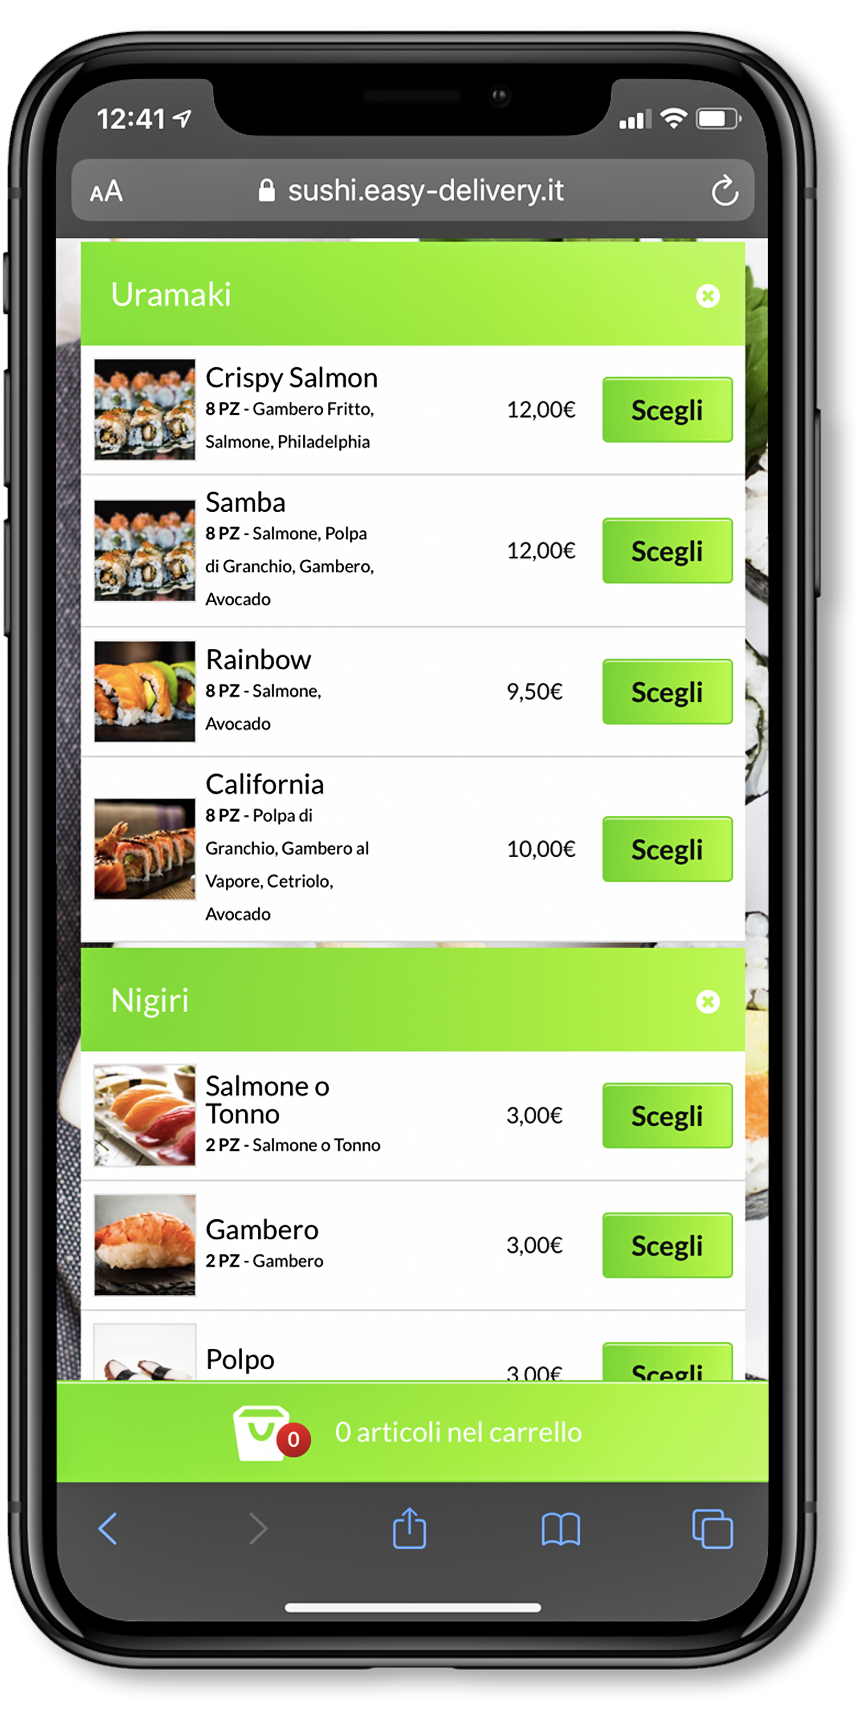 12:41
AA sushi.easy-delivery.it
Uramaki
Crispy Salmon
8 PZ - Gambero Fritto,
Salmone, Philadelphia
12,00€
Scegli
Samba
8 PZ - Salmone, Polpa
di Granchio, Gambero,
Avocado
12,00€
Scegli
Rainbow
8 PZ - Salmone,
Avocado
9,50€
Scegli
California
8 PZ - Polpa di
Granchio, Gambero al
Vapore, Cetriolo,
Avocado
10,00€
Scegli
Nigiri
Salmone o
Tonno
2 PZ - Salmone o Tonno
3,00€
Scegli
Gambero
2 PZ - Gambero
3,00€
Scegli
Polpo
3,00€
Scegli
0
0 articoli nel carrello